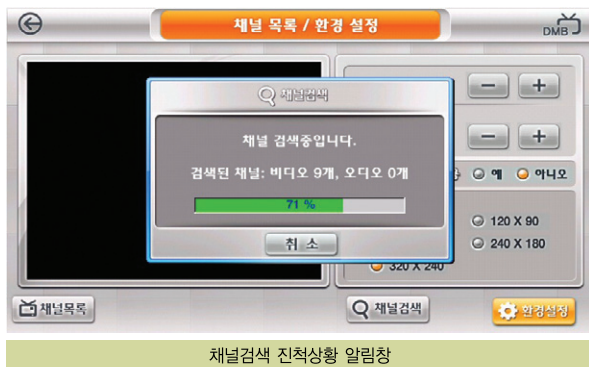 채널 목록 / 환경 설정
DMB
채널검색
채널 검색중입니다.
검색된 채널: 비디오 9개, 오디오 0개
71 %
취 소
예
아니오
120 X 90
240 X 180
320 X 240
채널목록
채널검색
환경설정
채널검색 진척상황 알림창